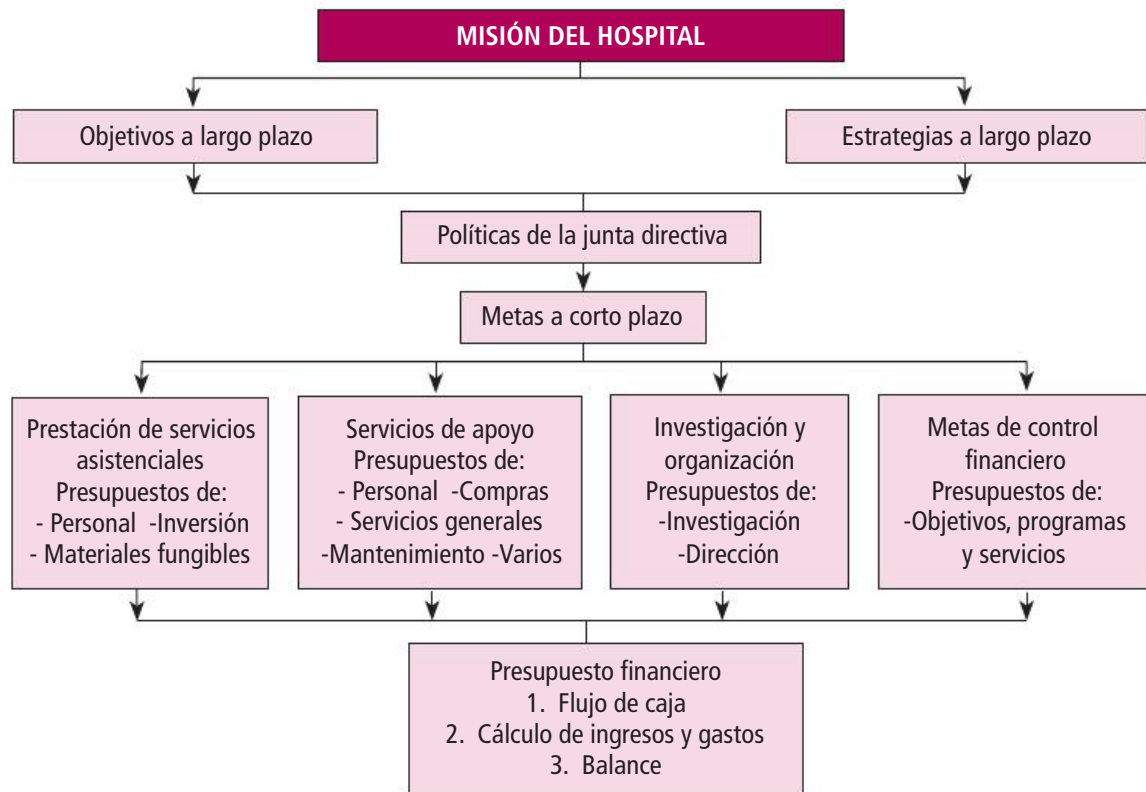 MISIÓN DEL HOSPITAL
Objetivos a largo plazo
Estrategias a largo plazo
Políticas de la junta directiva
Metas a corto plazo
Prestación de servicios
asistenciales
Presupuestos de:
- Personal -Inversión
- Materiales fungibles
Servicios de apoyo
Presupuestos de:
- Personal -Compras
- Servicios generales
-Mantenimiento -Varios
Investigación y
organización
Presupuestos de:
-Investigación
-Dirección
Metas de control
financiero
Presupuestos de:
-Objetivos, programas
y servicios
Presupuesto financiero
1. Flujo de caja
2. Cálculo de ingresos y gastos
3. Balance